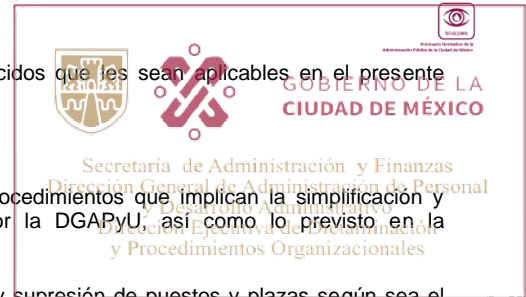 SCGCDMX
Prontuario Normativo de la
Administración Pública de la Ciudad de México
cidos que les sean aplicables en el presente
GOBIERNO DE LA
CIUDAD DE MÉXICO
Secretaría de Administración y Finanzas
ocedimientos que implican la simplificación y
Dirección General de Administración de Personal
y Desarrollo Administrativo
or la DGAPyU, así como lo previsto en la
Dirección Ejecutiva de Dictaminación
y Procedimientos Organizacionales
y supresión de puestos y plazas según sea el